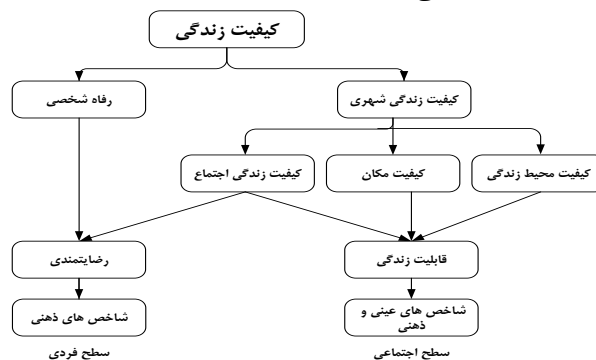 کیفیت زندگی
کیفیت زندگی شهری
رفاه شخصی
کیفیت محیط زندگی
کیفیت مکان
کیفیت زندگی اجتماع
قابلیت زندگی
رضایتمندی
شاخص های عینی و
ذهنی
شاخص های ذهنی
سطح اجتماعی
سطح فردی